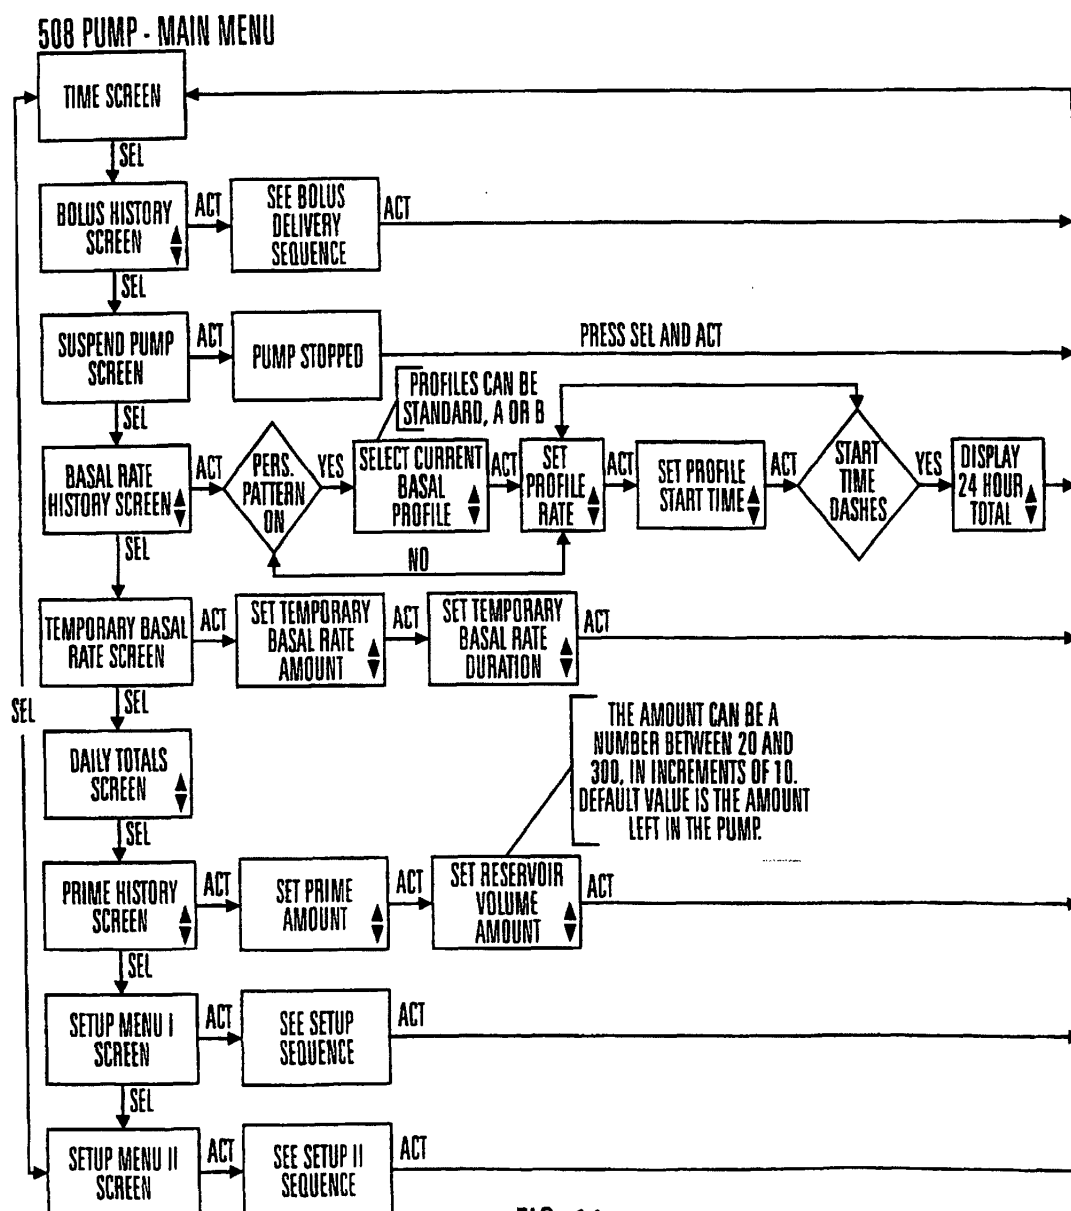 508 PUMP - MAIN MENU
TIME SCREEN
SEL
BOLUS HISTORY
SCREEN
ACT
SEE BOLUS
DELIVERY
SEQUENCE
ACT
SEL
SUSPEND PUMP
SCREEN
ACT
PUMP STOPPED
PRESS SEL AND ACT
SEL
PROFILES CAN BE
STANDARD, A OR B
BASAL RATE
HISTORY SCREEN
ACT
PERS.
PATTERN
ON
YES
SELECT CURRENT
BASAL
PROFILE
ACT
SET
PROFILE
RATE
ACT
SET PROFILE
START TIME
ACT
START
TIME
DASHES
YES
DISPLAY
24 HOUR
TOTAL
NO
SEL
TEMPORARY BASAL
RATE SCREEN
ACT
SET TEMPORARY
BASAL RATE
AMOUNT
ACT
SET TEMPORARY
BASAL RATE
DURATION
ACT
SEL
SEL
DAILY TOTALS
SCREEN
THE AMOUNT CAN BE A
NUMBER BETWEEN 20 AND
300, IN INCREMENTS OF 10.
DEFAULT VALUE IS THE AMOUNT
LEFT IN THE PUMP.
SEL
PRIME HISTORY
SCREEN
ACT
SET PRIME
AMOUNT
ACT
SET RESERVOIR
VOLUME
AMOUNT
ACT
SEL
SETUP MENU I
SCREEN
ACT
SEE SETUP
SEQUENCE
ACT
SEL
SETUP MENU II
SCREEN
ACT
SEE SETUP II
SEQUENCE
ACT